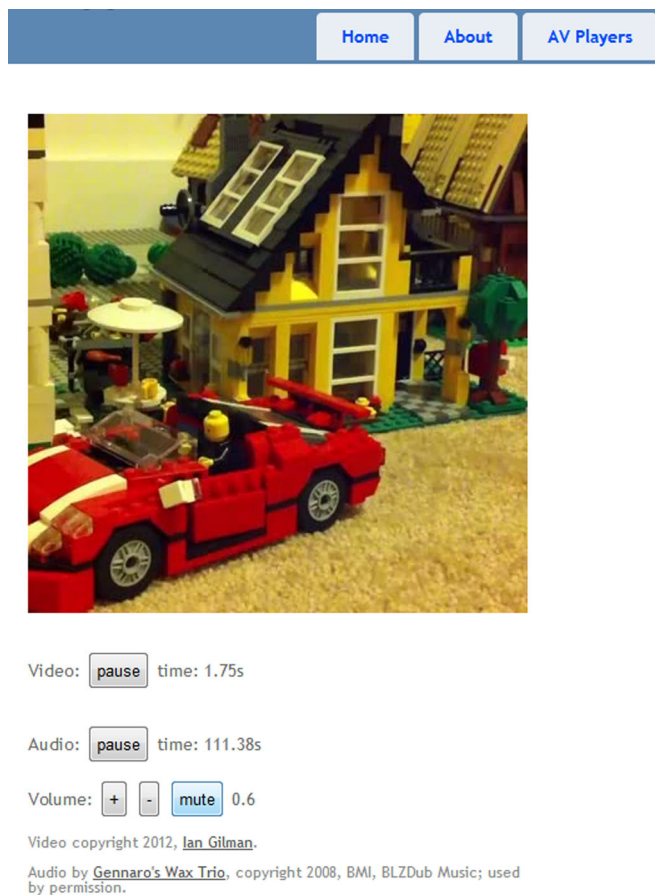 Home About AV Players
Video: pause time: 1.75s
Audio: pause time: 111.38s
Volume: + - mute 0.6
Video copyright 2012, Ian Gilman.
Audio by Gennaro's Wax Trio, copyright 2008, BMI, BLZDub Music; used
by permission.